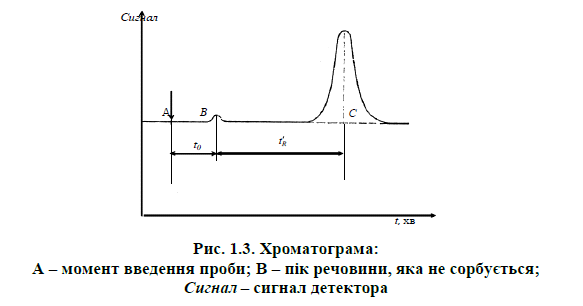 Сигнал
A B C
t₀ t'R
t, хв
Рис. 1.3. Хроматограма:
А – момент введення проби; В – пік речовини, яка не сорбується;
Сигнал – сигнал детектора